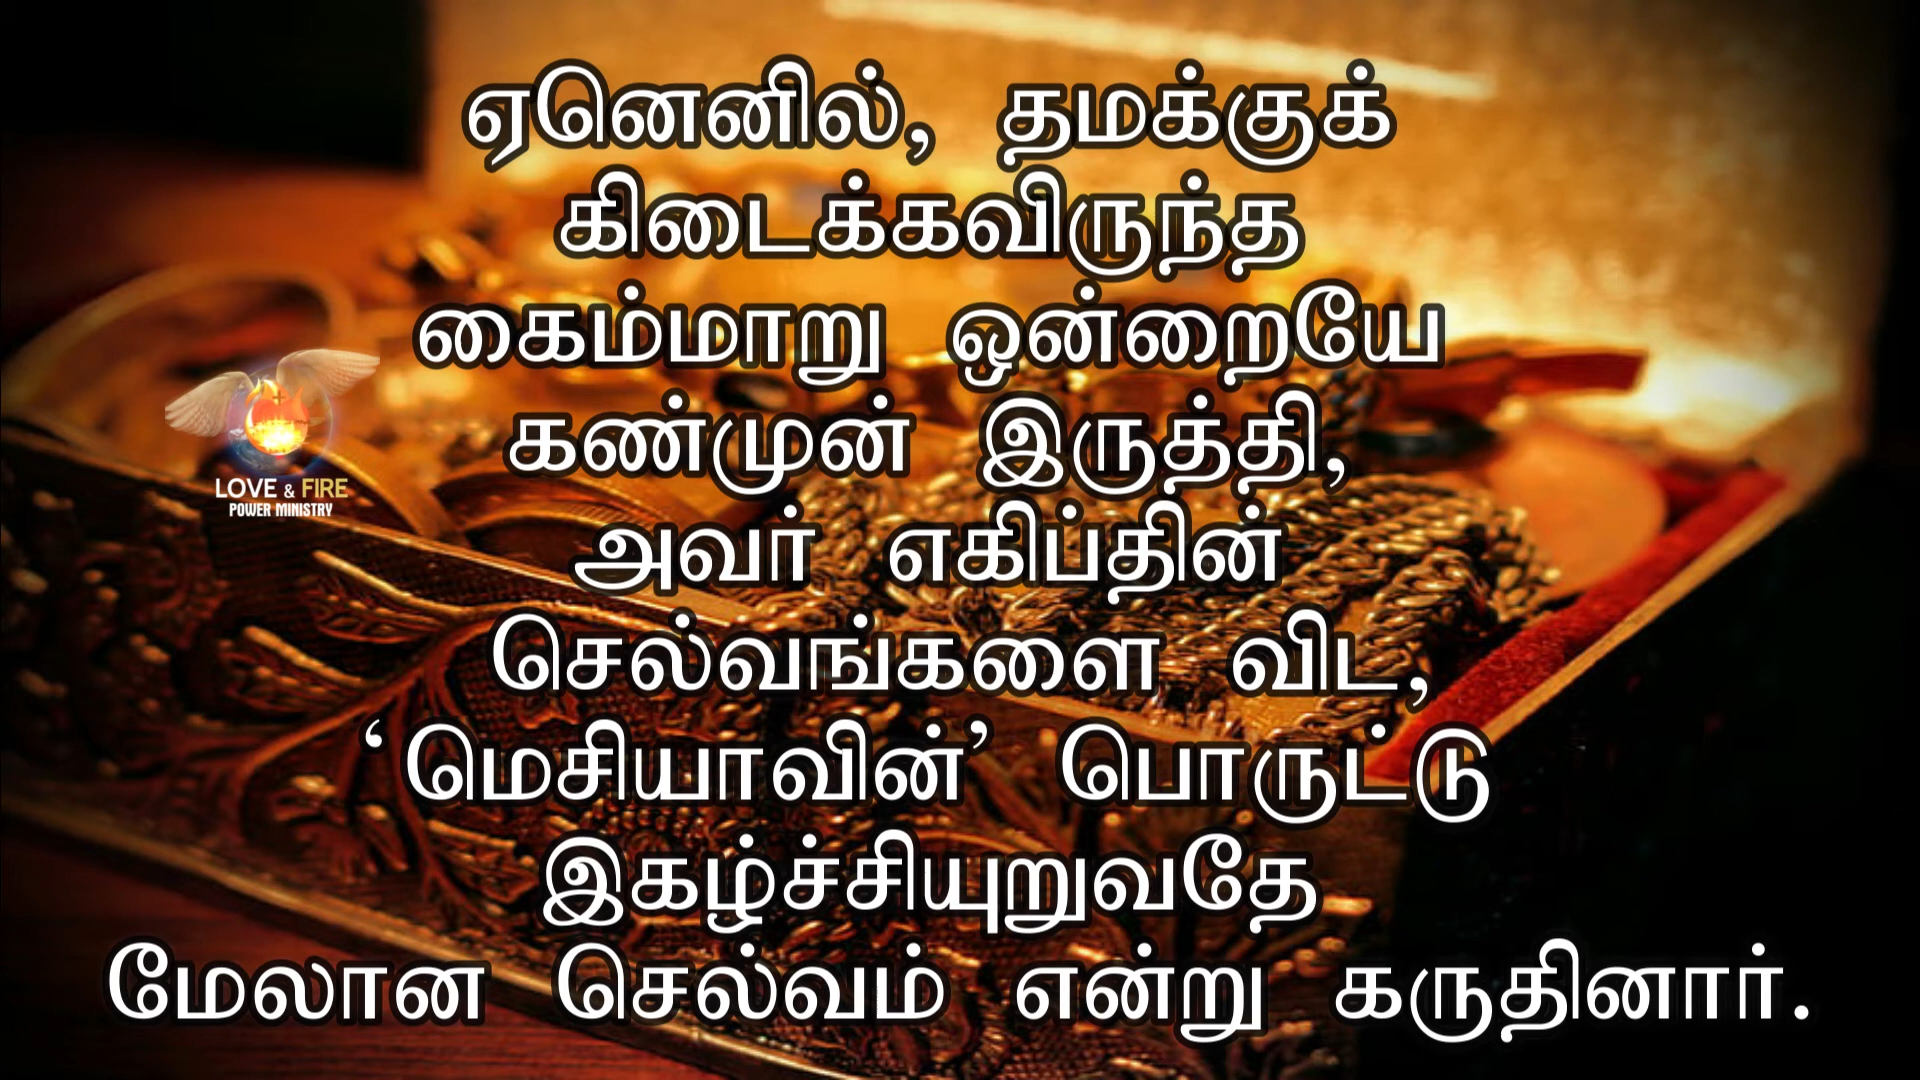 ஏனெனில், தமக்குக்
கிடைக்கவிருந்த
கைம்மாறு ஒன்றையே
கண்முன் இருத்தி,
அவர் எகிப்தின்
செல்வங்களை விட,
‘மெசியாவின்’ பொருட்டு
இகழ்ச்சியுறுவதே
மேலான செல்வம் என்று கருதினார்.
LOVE & FIRE
POWER MINISTRY